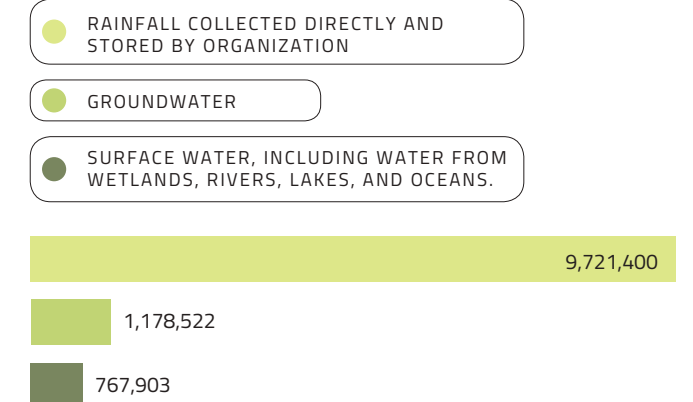 RAINFALL COLLECTED DIRECTLY AND
STORED BY ORGANIZATION
GROUNDWATER
SURFACE WATER, INCLUDING WATER FROM
WETLANDS, RIVERS, LAKES, AND OCEANS.
9,721,400
1,178,522
767,903